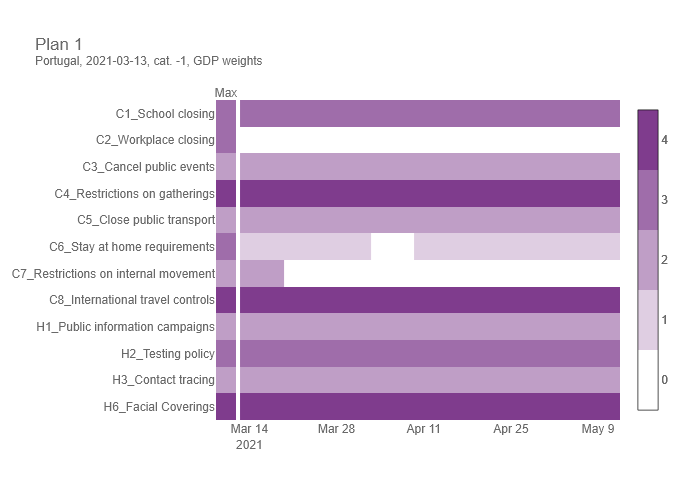 Plan 1
Portugal, 2021-03-13, cat. -1, GDP weights
Max
C1_School closing
C2_Workplace closing
C3_Cancel public events
C4_Restrictions on gatherings
C5_Close public transport
C6_Stay at home requirements
C7_Restrictions on internal movement
C8_International travel controls
H1_Public information campaigns
H2_Testing policy
H3_Contact tracing
H6_Facial Coverings
Mar 14 Mar 28 Apr 11 Apr 25 May 9
2021
4
3
2
1
0